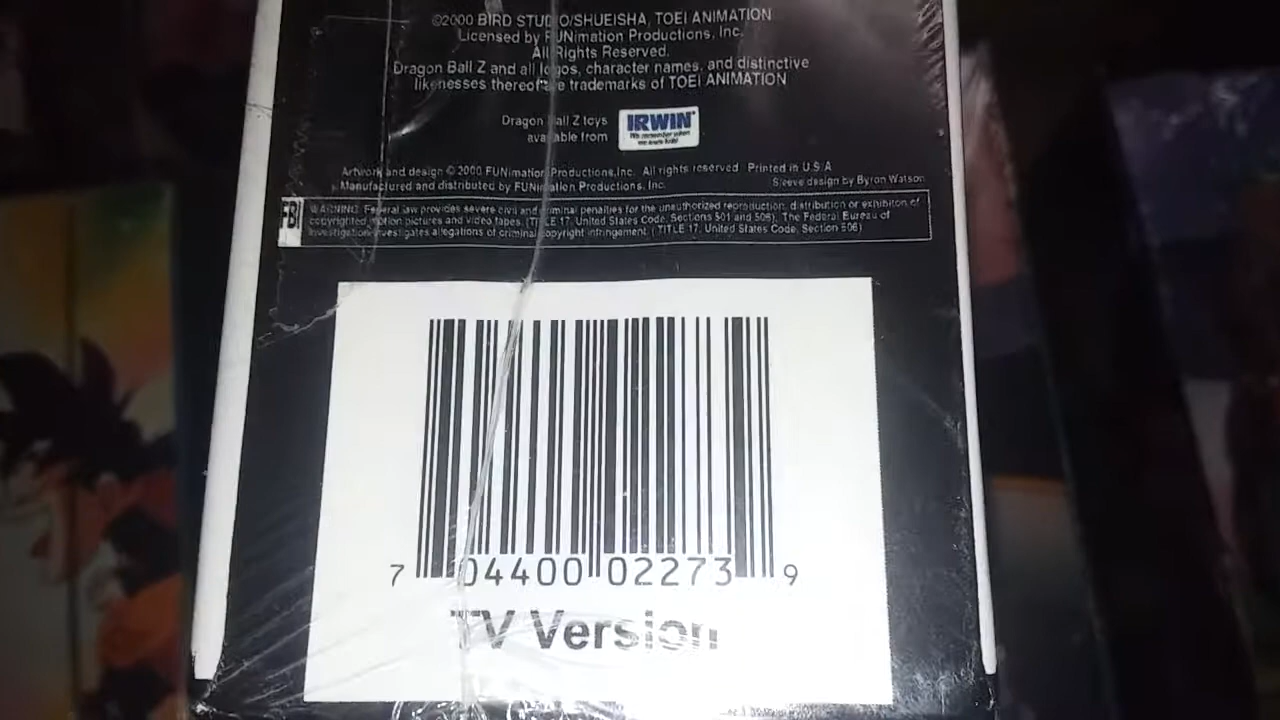 ©2000 BIRD STUDIO/SHUEISHA, TOEI ANIMATION
Licensed by FUNimation Productions, Inc.
All Rights Reserved.
Dragon Ball Z and all logos, character names, and distinctive
likenesses thereof are trademarks of TOEI ANIMATION
Dragon Ball Z toys
available from
IRWIN
We remember when
we were kids!
Artwork and design © 2000 FUNimation Productions,Inc. All rights reserved. Printed in U.S.A
Manufactured and distributed by FUNimation Productions, Inc.
Sleeve design by Byron Watson
FBI
WARNING: Federal law provides severe civil and criminal penalties for the unauthorized reproduction, distribution or exhibition of
copyrighted motion pictures and video tapes. (TITLE 17, United States Code, Sections 501 and 506). The Federal Bureau of
Investigation investigates allegations of criminal copyright infringement. (TITLE 17, United States Code, Section 506)
7 04400 02273 9
TV Version